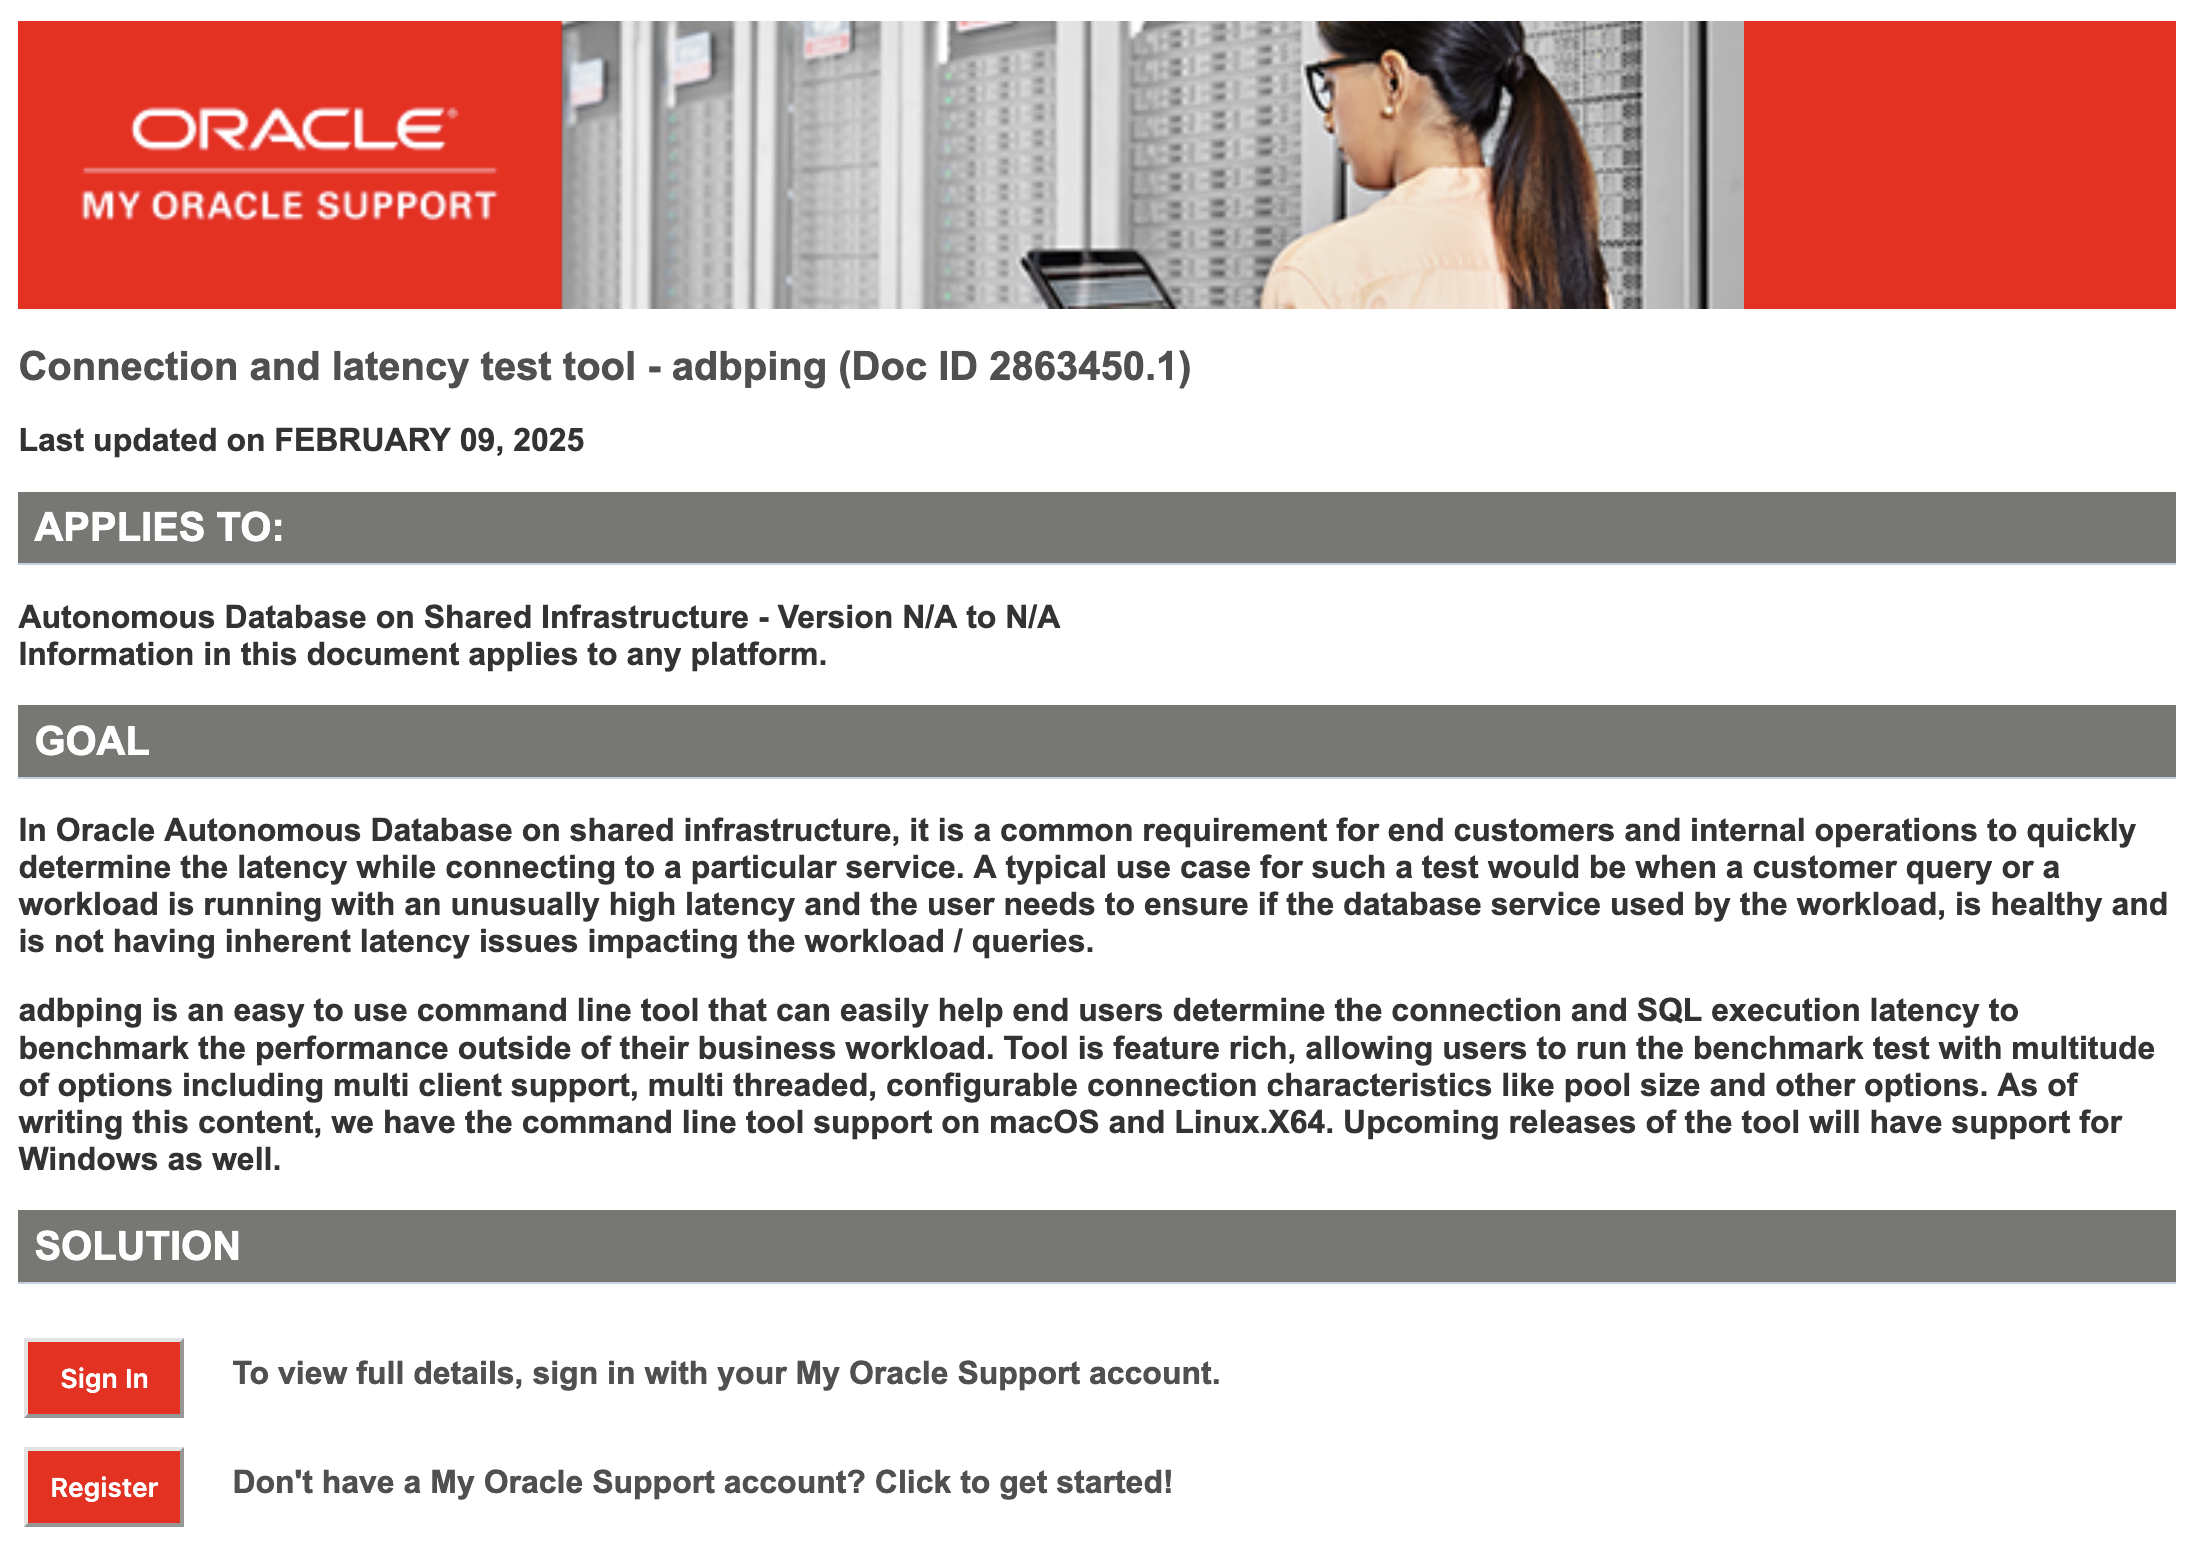 ORACLE
MY ORACLE SUPPORT
Connection and latency test tool - adbping (Doc ID 2863450.1)
Last updated on FEBRUARY 09, 2025
APPLIES TO:
Autonomous Database on Shared Infrastructure - Version N/A to N/A
Information in this document applies to any platform.
GOAL
In Oracle Autonomous Database on shared infrastructure, it is a common requirement for end customers and internal operations to quickly
determine the latency while connecting to a particular service. A typical use case for such a test would be when a customer query or a
workload is running with an unusually high latency and the user needs to ensure if the database service used by the workload, is healthy and
is not having inherent latency issues impacting the workload / queries.
adbping is an easy to use command line tool that can easily help end users determine the connection and SQL execution latency to
benchmark the performance outside of their business workload. Tool is feature rich, allowing users to run the benchmark test with multitude
of options including multi client support, multi threaded, configurable connection characteristics like pool size and other options. As of
writing this content, we have the command line tool support on macOS and Linux.X64. Upcoming releases of the tool will have support for
Windows as well.
SOLUTION
Sign In
To view full details, sign in with your My Oracle Support account.
Register
Don't have a My Oracle Support account? Click to get started!